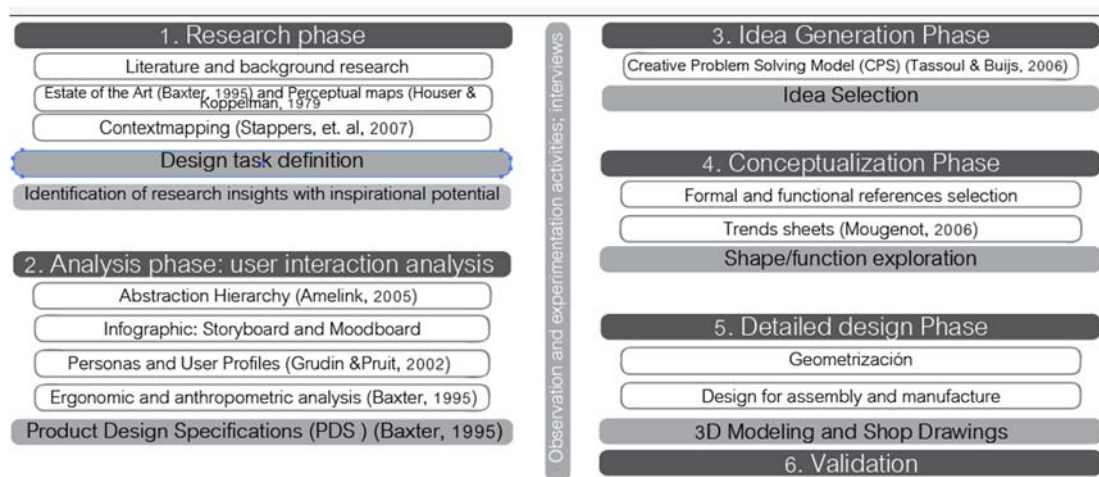 1. Research phase
Literature and background research
Estate of the Art (Baxter, 1995) and Perceptual maps (Houser &
Koppelman, 1979
Contextmapping (Stappers, et. al, 2007)
Design task definition
Identification of research insights with inspirational potential
2. Analysis phase: user interaction analysis
Abstraction Hierarchy (Amelink, 2005)
Infographic: Storyboard and Moodboard
Personas and User Profiles (Grudin &Pruit, 2002)
Ergonomic and anthropometric analysis (Baxter, 1995)
Product Design Specifications (PDS ) (Baxter, 1995)
Observation and experimentation activities; interviews
3. Idea Generation Phase
Creative Problem Solving Model (CPS) (Tassoul & Buijs, 2006)
Idea Selection
4. Conceptualization Phase
Formal and functional references selection
Trends sheets (Mougenot, 2006)
Shape/function exploration
5. Detailed design Phase
Geometrización
Design for assembly and manufacture
3D Modeling and Shop Drawings
6. Validation